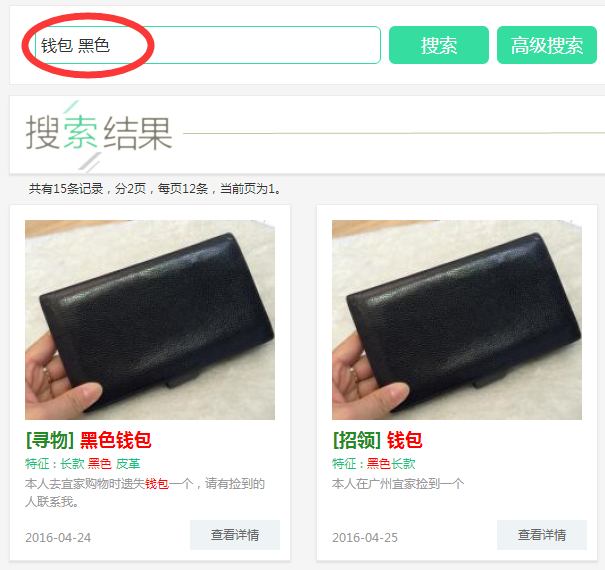 钱包 黑色
搜索
高级搜索
搜索结果
共有15条记录，分2页，每页12条，当前页为1。
[寻物] 黑色钱包
特征：长款 黑色 皮革
本人去宜家购物时遗失钱包一个，请有捡到的
人联系我。
2016-04-24
查看详情
[招领] 钱包
特征：黑色长款
本人在广州宜家捡到一个
2016-04-25
查看详情